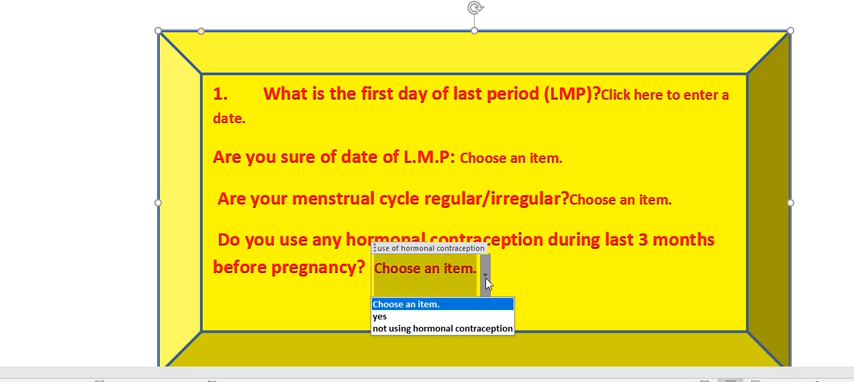 1. What is the first day of last period (LMP)?Click here to enter a
date.
Are you sure of date of L.M.P: Choose an item.
Are your menstrual cycle regular/irregular?Choose an item.
Do you use any hormonal contraception during last 3 months
use of hormonal contraception
before pregnancy? Choose an item.
Choose an item.
yes
not using hormonal contraception